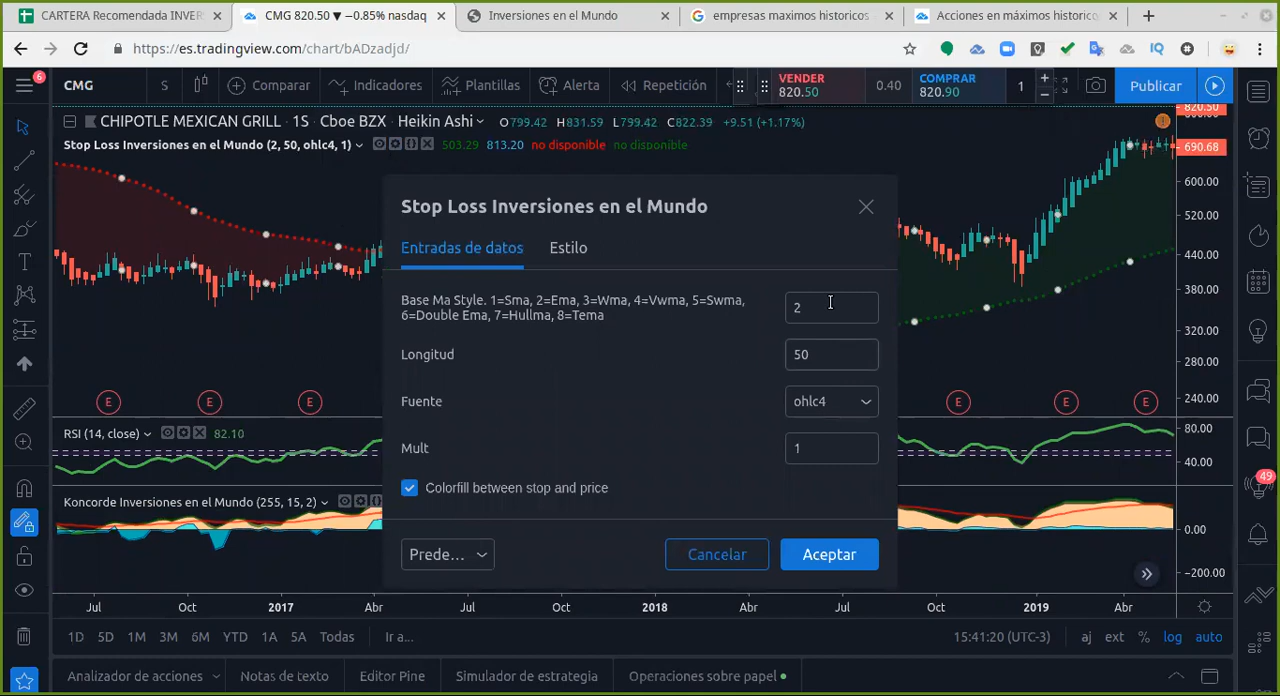 CARTERA Recomendada INVER
CMG 820.50 ▼ −0.85% nasdaq
Inversiones en el Mundo
empresas maximos historicos
Acciones en máximos historico
https://es.tradingview.com/chart/bADzadjd/
IQ
6
CMG
S
Comparar
Indicadores
Plantillas
Alerta
Repetición
VENDER
820.50
0.40
COMPRAR
820.90
1
Publicar
CHIPOTLE MEXICAN GRILL · 1S · Cboe BZX · Heikin Ashi
O799.42 H831.59 L799.42 C822.39 +9.51 (+1.17%)
Stop Loss Inversiones en el Mundo (2, 50, ohlc4, 1)
503.29 813.20 no disponible no disponible
820.50
800.00
690.68
600.00
520.00
440.00
380.00
320.00
280.00
240.00
Stop Loss Inversiones en el Mundo
Entradas de datos
Estilo
Base Ma Style. 1=Sma, 2=Ema, 3=Wma, 4=Vwma, 5=Swma,
6=Double Ema, 7=Hullma, 8=Tema
2
Longitud
50
Fuente
ohlc4
Mult
1
Colorfill between stop and price
Prede...
Cancelar
Aceptar
E E E E E E
RSI (14, close)
82.10
80.00
40.00
Koncorde Inversiones en el Mundo (255, 15, 2)
0.00
−200.00
49
Jul Oct 2017 Abr Jul Oct 2018 Abr Jul Oct 2019 Abr
1D 5D 1M 3M 6M YTD 1A 5A Todas Ir a...
15:41:20 (UTC-3) aj ext % log auto
Analizador de acciones
Notas de texto
Editor Pine
Simulador de estrategia
Operaciones sobre papel